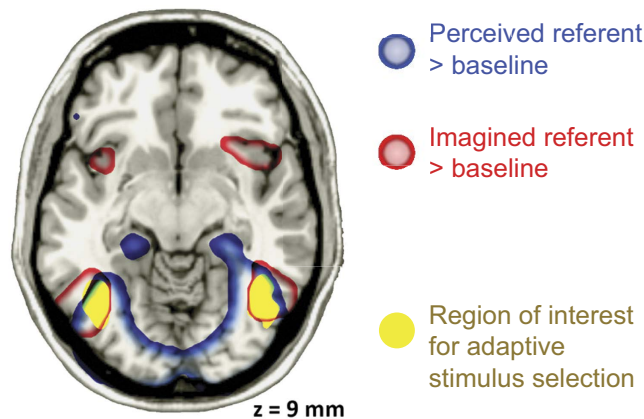 Perceived referent
> baseline
Imagined referent
> baseline
Region of interest
for adaptive
stimulus selection
z = 9 mm